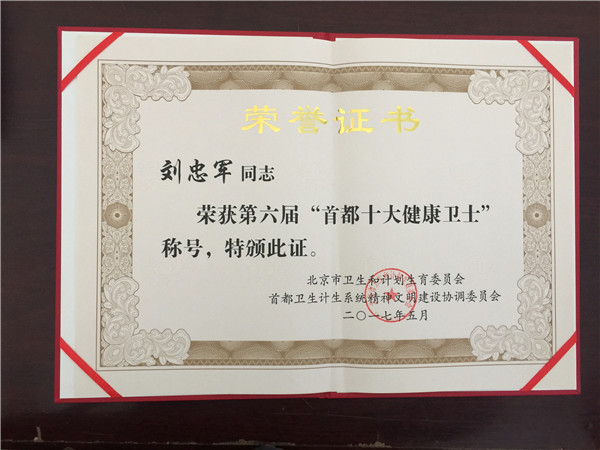 荣誉证书
刘忠军 同志
荣获第六届“首都十大健康卫士”
称号，特颁此证。
北京市卫生和计划生育委员会
首都卫生计生系统精神文明建设协调委员会
二〇一七年五月